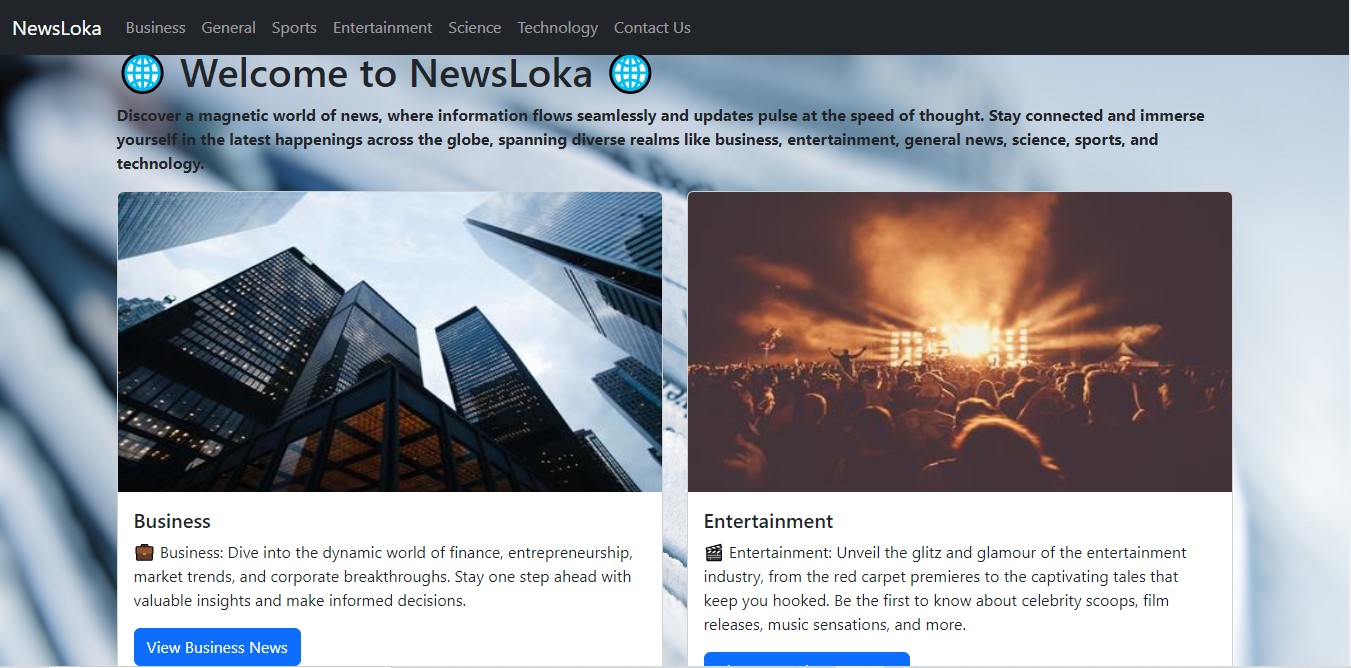 NewsLoka Business General Sports Entertainment Science Technology Contact Us
🌐 Welcome to NewsLoka 🌐
Discover a magnetic world of news, where information flows seamlessly and updates pulse at the speed of thought. Stay connected and immerse
yourself in the latest happenings across the globe, spanning diverse realms like business, entertainment, general news, science, sports, and
technology.
Business
💼 Business: Dive into the dynamic world of finance, entrepreneurship,
market trends, and corporate breakthroughs. Stay one step ahead with
valuable insights and make informed decisions.
View Business News
Entertainment
🎬 Entertainment: Unveil the glitz and glamour of the entertainment
industry, from the red carpet premieres to the captivating tales that
keep you hooked. Be the first to know about celebrity scoops, film
releases, music sensations, and more.